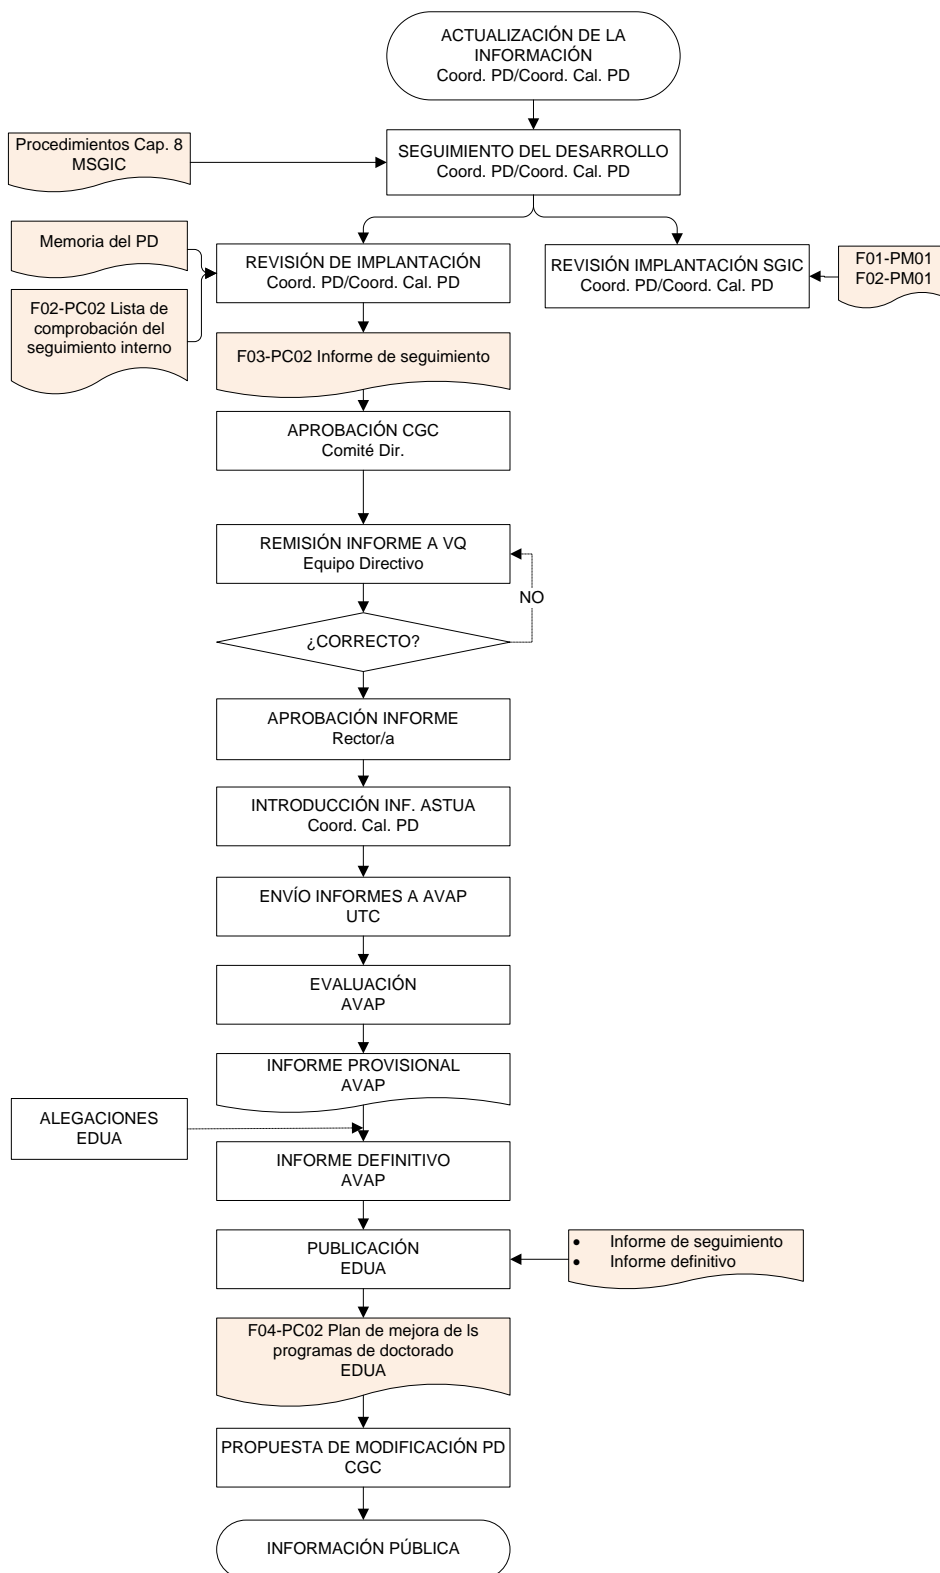 ACTUALIZACIÓN DE LA
INFORMACIÓN
Coord. PD/Coord. Cal. PD
Procedimientos Cap. 8
MSGIC
SEGUIMIENTO DEL DESARROLLO
Coord. PD/Coord. Cal. PD
Memoria del PD
REVISIÓN DE IMPLANTACIÓN
Coord. PD/Coord. Cal. PD
REVISIÓN IMPLANTACIÓN SGIC
Coord. PD/Coord. Cal. PD
F01-PM01
F02-PM01
F02-PC02 Lista de
comprobación del
seguimiento interno
F03-PC02 Informe de seguimiento
APROBACIÓN CGC
Comité Dir.
REMISIÓN INFORME A VQ
Equipo Directivo
NO
¿CORRECTO?
APROBACIÓN INFORME
Rector/a
INTRODUCCIÓN INF. ASTUA
Coord. Cal. PD
ENVÍO INFORMES A AVAP
UTC
EVALUACIÓN
AVAP
INFORME PROVISIONAL
AVAP
ALEGACIONES
EDUA
INFORME DEFINITIVO
AVAP
PUBLICACIÓN
EDUA
• Informe de seguimiento
• Informe definitivo
F04-PC02 Plan de mejora de ls
programas de doctorado
EDUA
PROPUESTA DE MODIFICACIÓN PD
CGC
INFORMACIÓN PÚBLICA